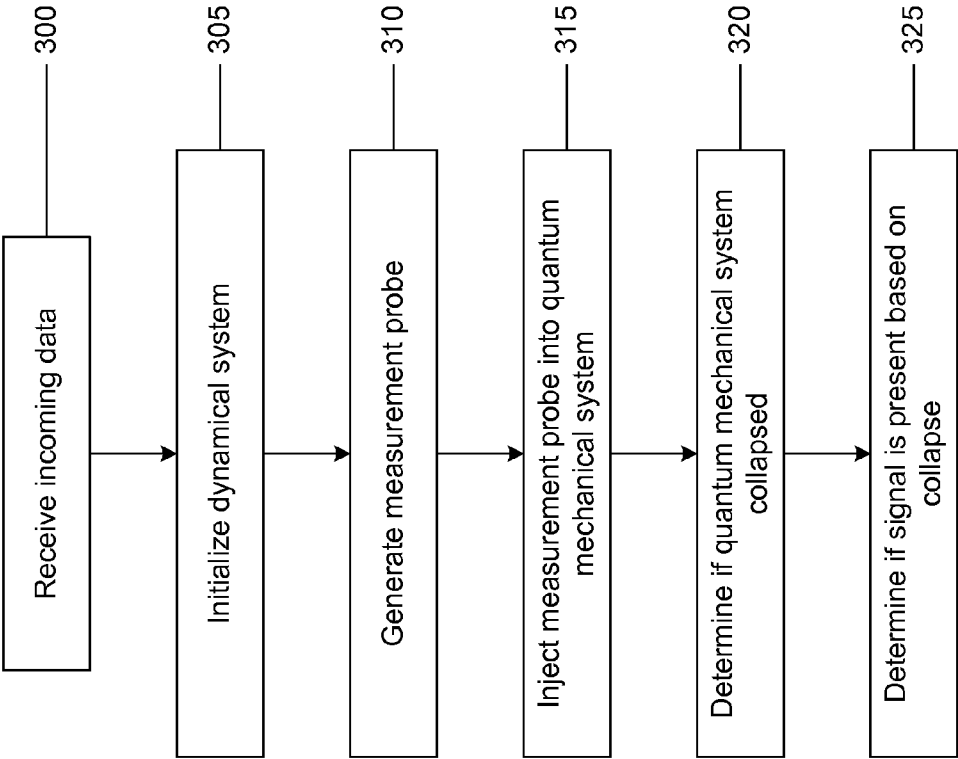 Receive incoming data
300
Initialize dynamical system
305
Generate measurement probe
310
Inject measurement probe into quantum
mechanical system
315
Determine if quantum mechanical system
collapsed
320
Determine if signal is present based on
collapse
325